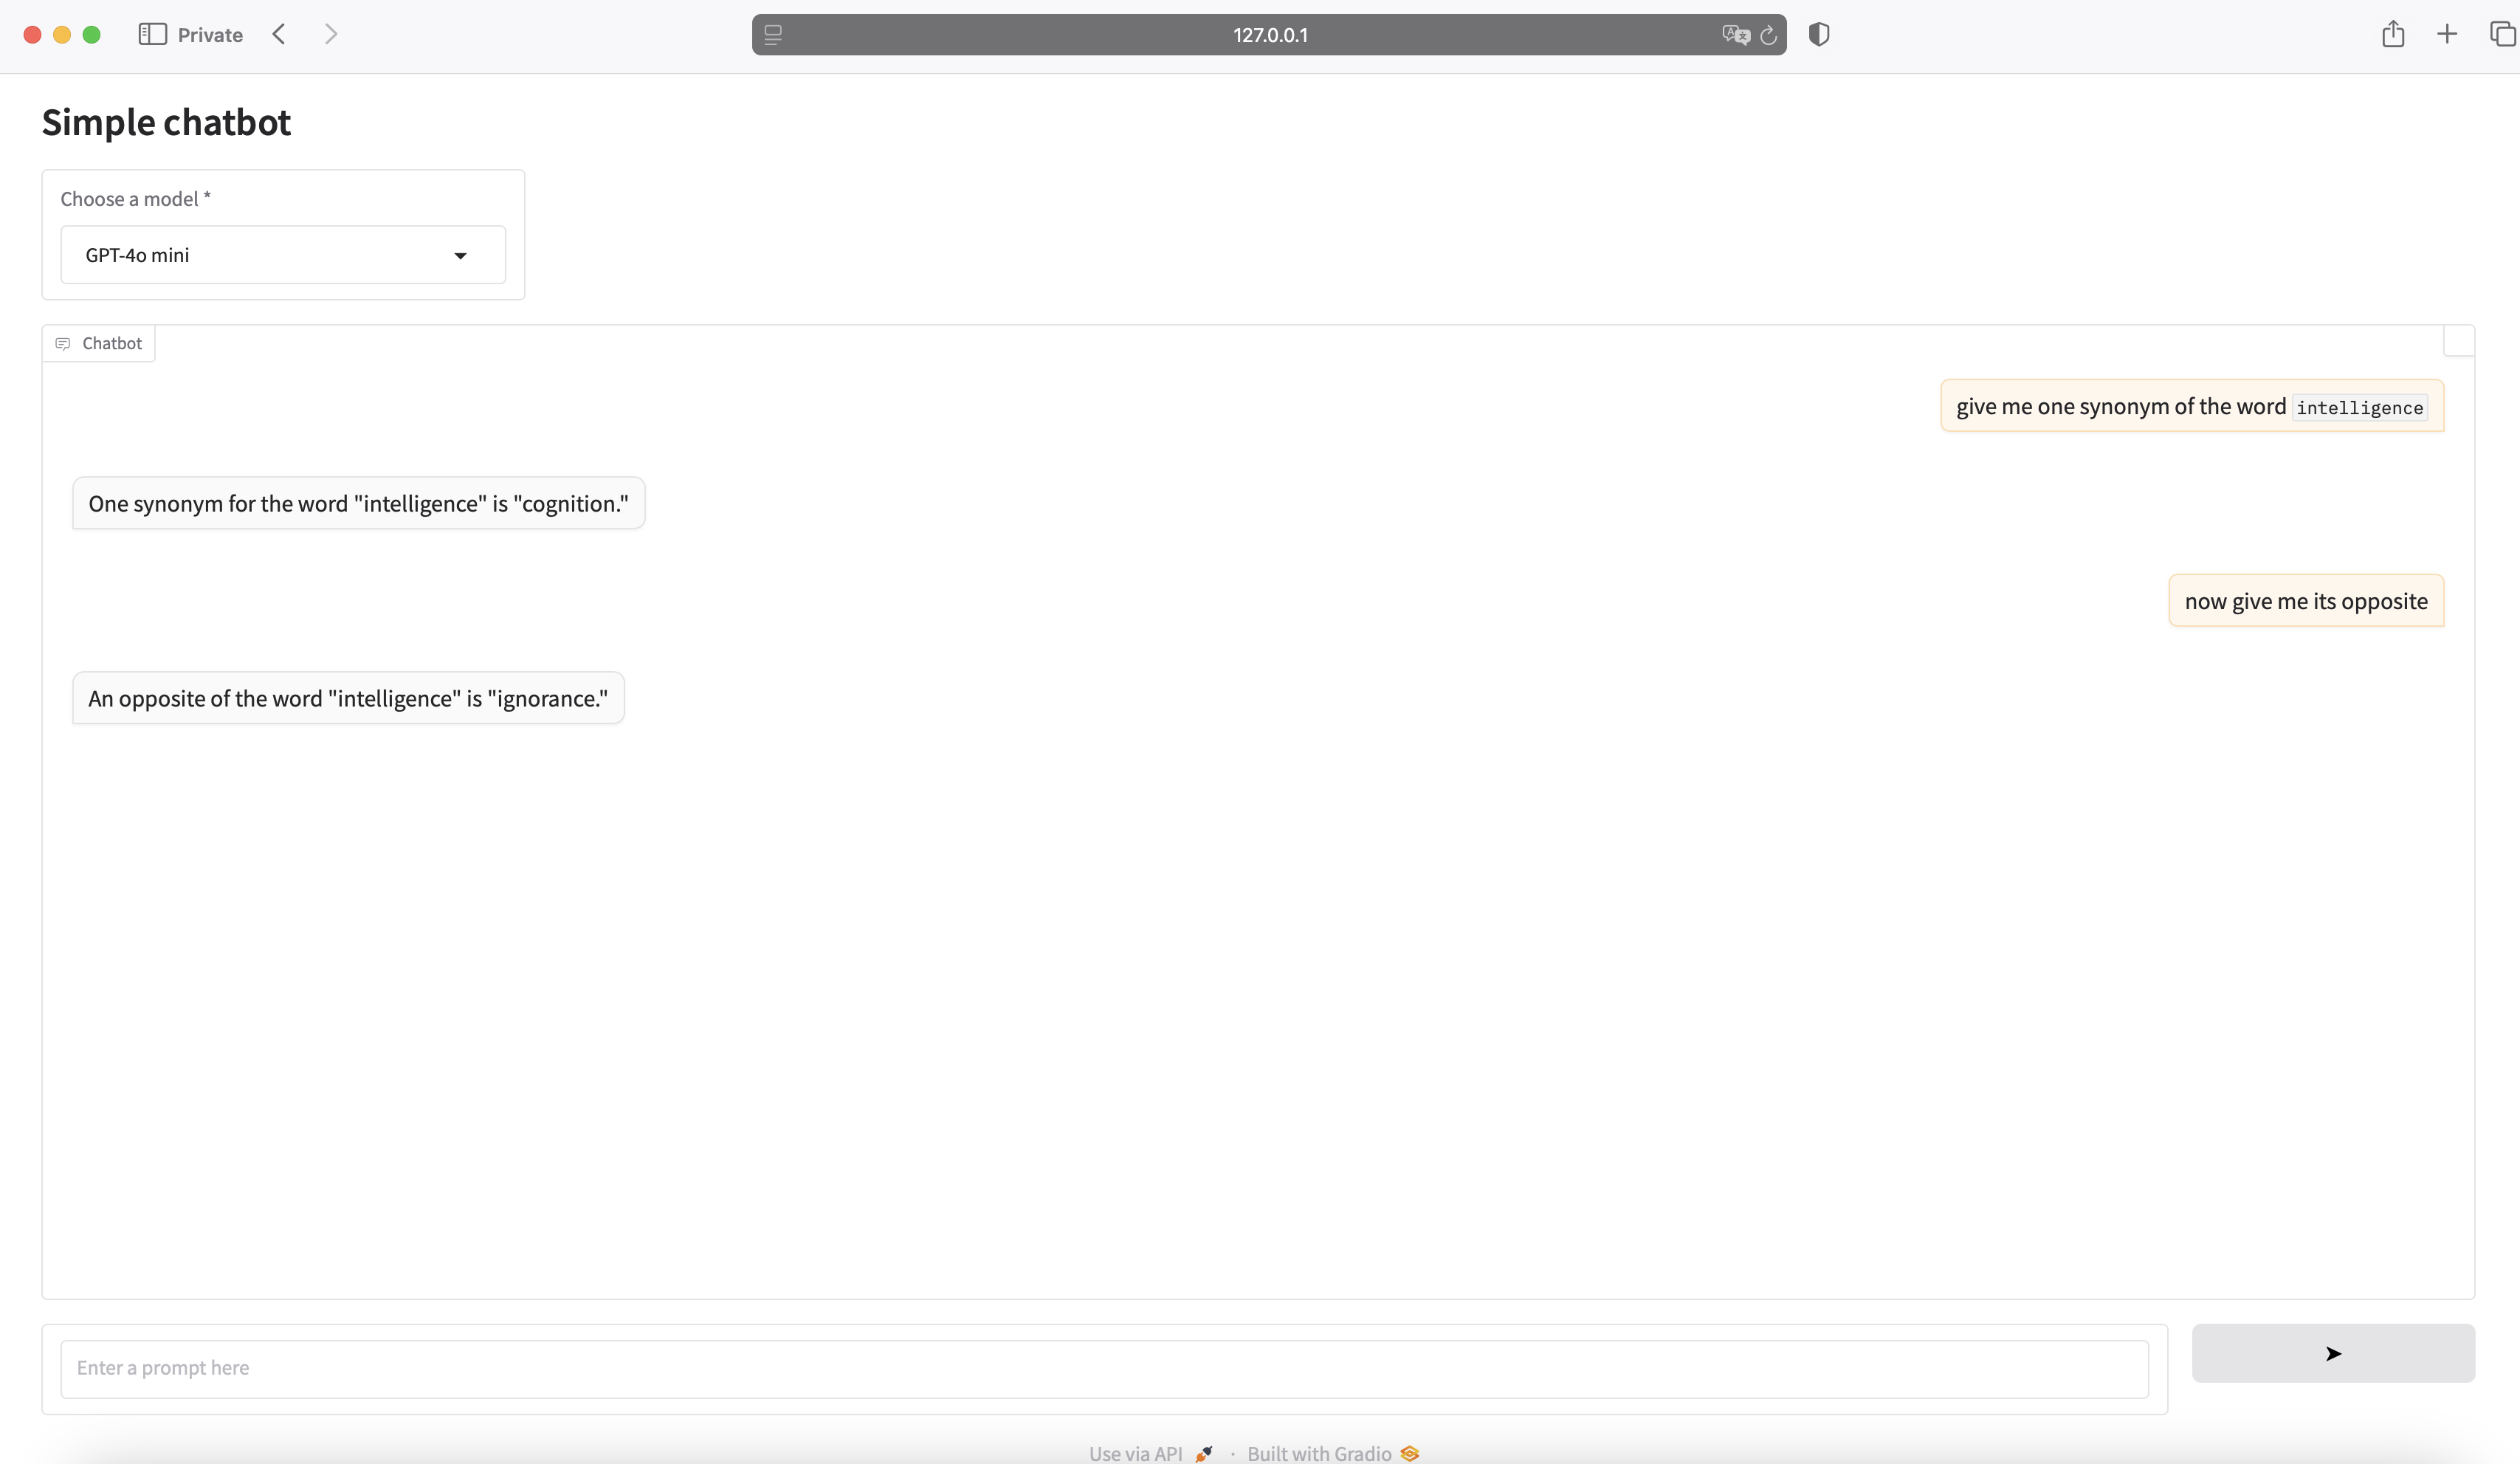 Private
127.0.0.1
Simple chatbot
Choose a model *
GPT-4o mini
Chatbot
give me one synonym of the word intelligence
One synonym for the word "intelligence" is "cognition."
now give me its opposite
An opposite of the word "intelligence" is "ignorance."
Enter a prompt here
Use via API · Built with Gradio